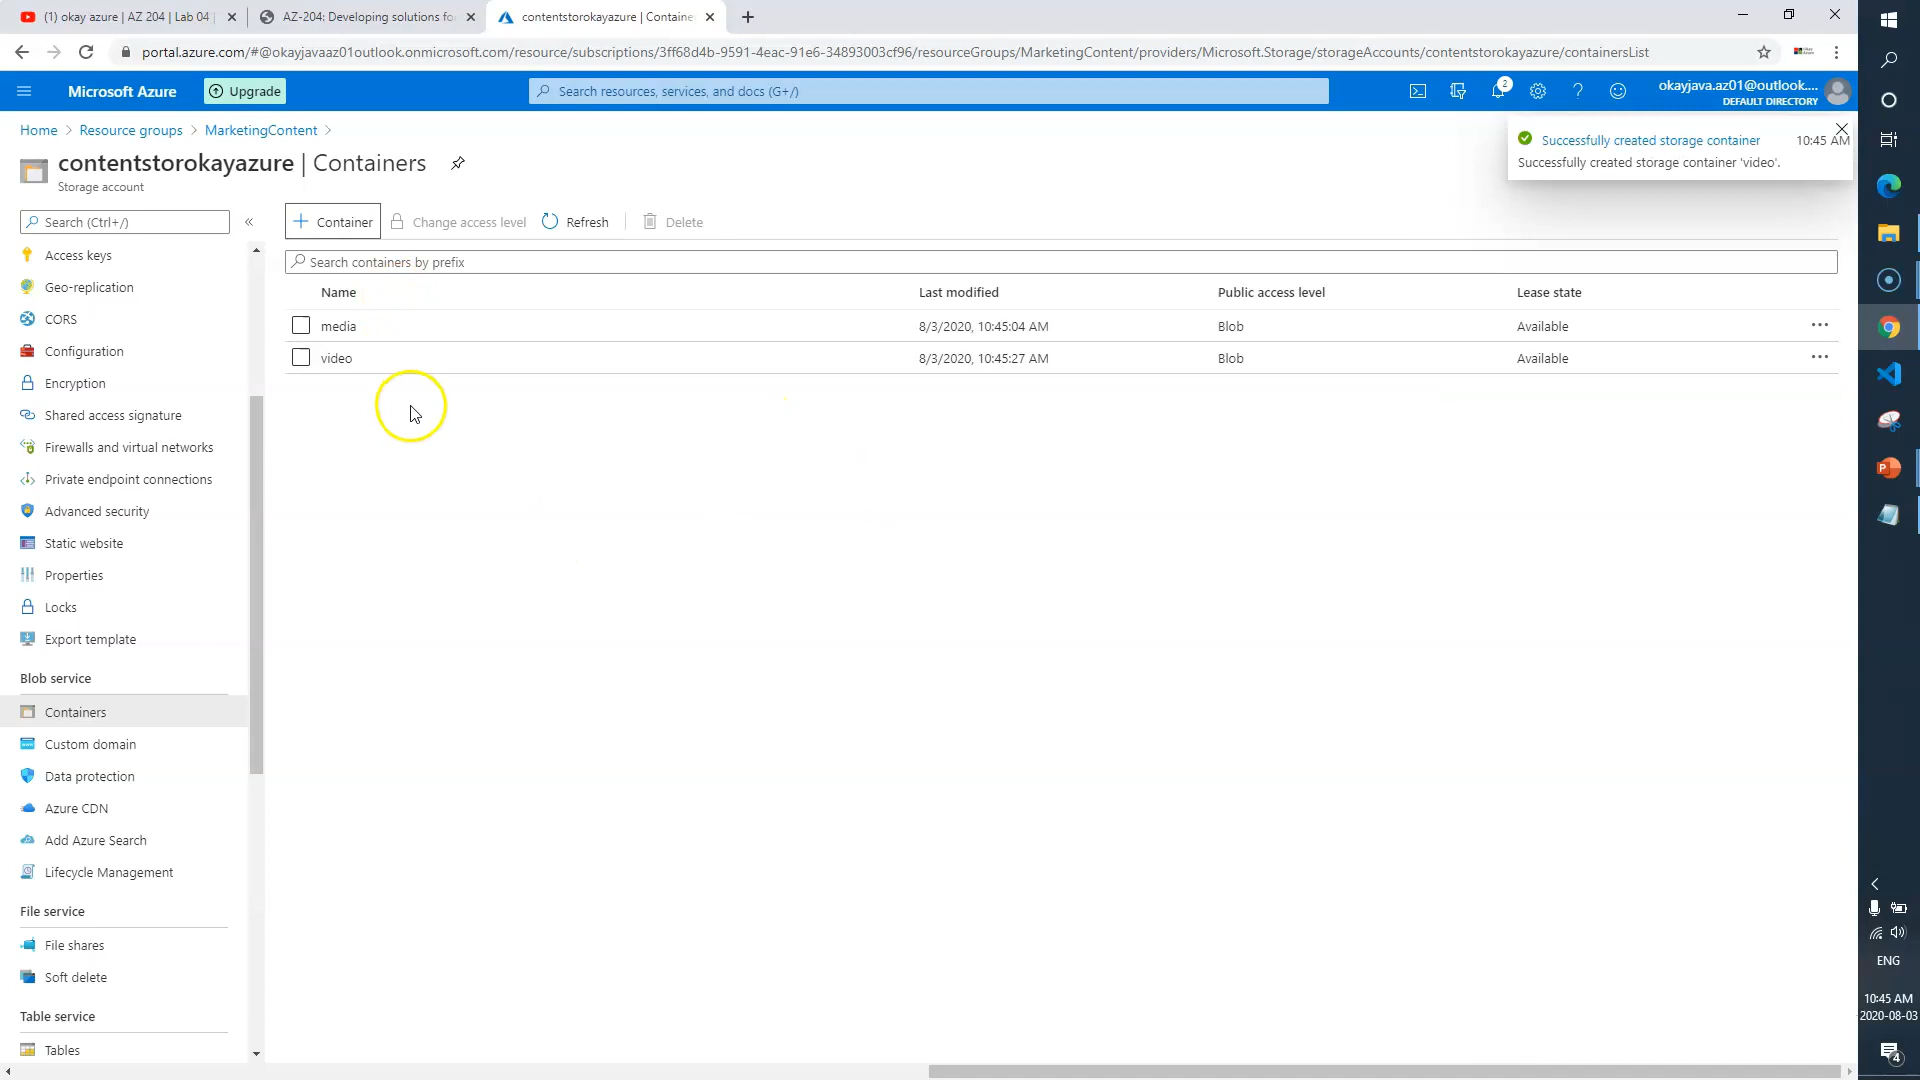 (1) okay azure | AZ 204 | Lab 04
AZ-204: Developing solutions fo
contentstorokayazure | Containe
portal.azure.com/#@okayjavaaz01outlook.onmicrosoft.com/resource/subscriptions/3ff68d4b-9591-4eac-91e6-34893003cf96/resourceGroups/MarketingContent/providers/Microsoft.Storage/storageAccounts/contentstorokayazure/containersList
Microsoft Azure
Upgrade
Search resources, services, and docs (G+/)
2
okayjava.az01@outlook....
DEFAULT DIRECTORY
Home > Resource groups > MarketingContent >
Successfully created storage container 10:45 AM
Successfully created storage container 'video'.
contentstorokayazure | Containers
Storage account
Search (Ctrl+/)
Container
Change access level
Refresh
Delete
Search containers by prefix
Name Last modified Public access level Lease state
media 8/3/2020, 10:45:04 AM Blob Available
video 8/3/2020, 10:45:27 AM Blob Available
Access keys
Geo-replication
CORS
Configuration
Encryption
Shared access signature
Firewalls and virtual networks
Private endpoint connections
Advanced security
Static website
Properties
Locks
Export template
Blob service
Containers
Custom domain
Data protection
Azure CDN
Add Azure Search
Lifecycle Management
File service
File shares
Soft delete
Table service
Tables
ENG
10:45 AM
2020-08-03
4